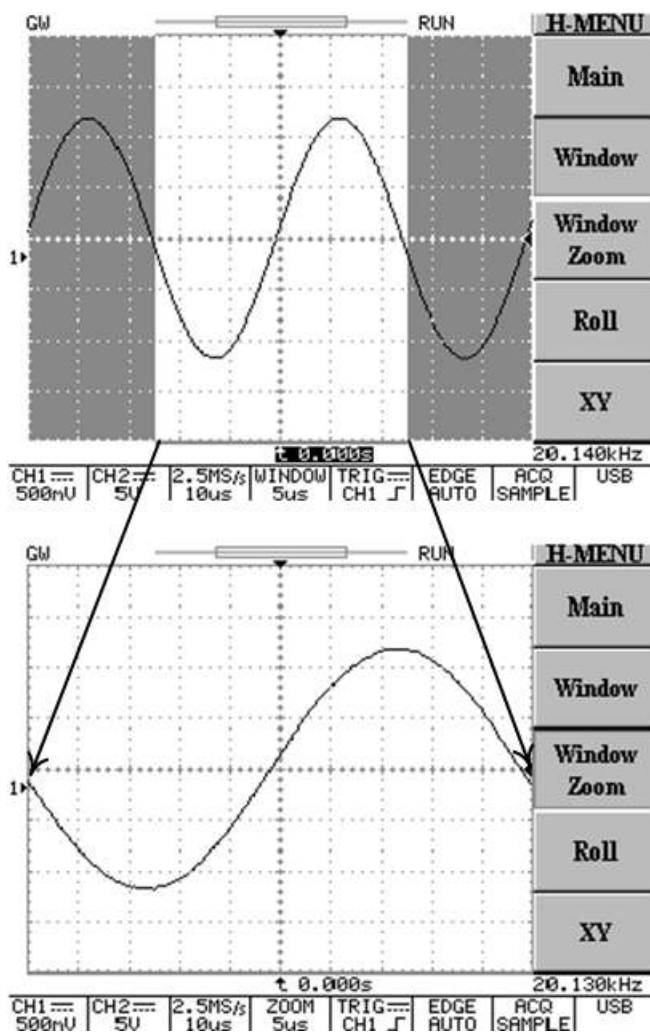 GW RUN H-MENU
Main
Window
Window
Zoom
1
Roll
XY
t 0.000s 20.140kHz
CH1 CH2 2.5MS/s WINDOW TRIG EDGE ACQ USB
500mV 5V 10us 5us CH1 AUTO SAMPLE
GW RUN H-MENU
Main
Window
Window
Zoom
1
Roll
XY
t 0.000s 20.130kHz
CH1 CH2 2.5MS/s ZOOM TRIG EDGE ACQ USB
500mV 5V 10us 5us CH1 AUTO SAMPLE